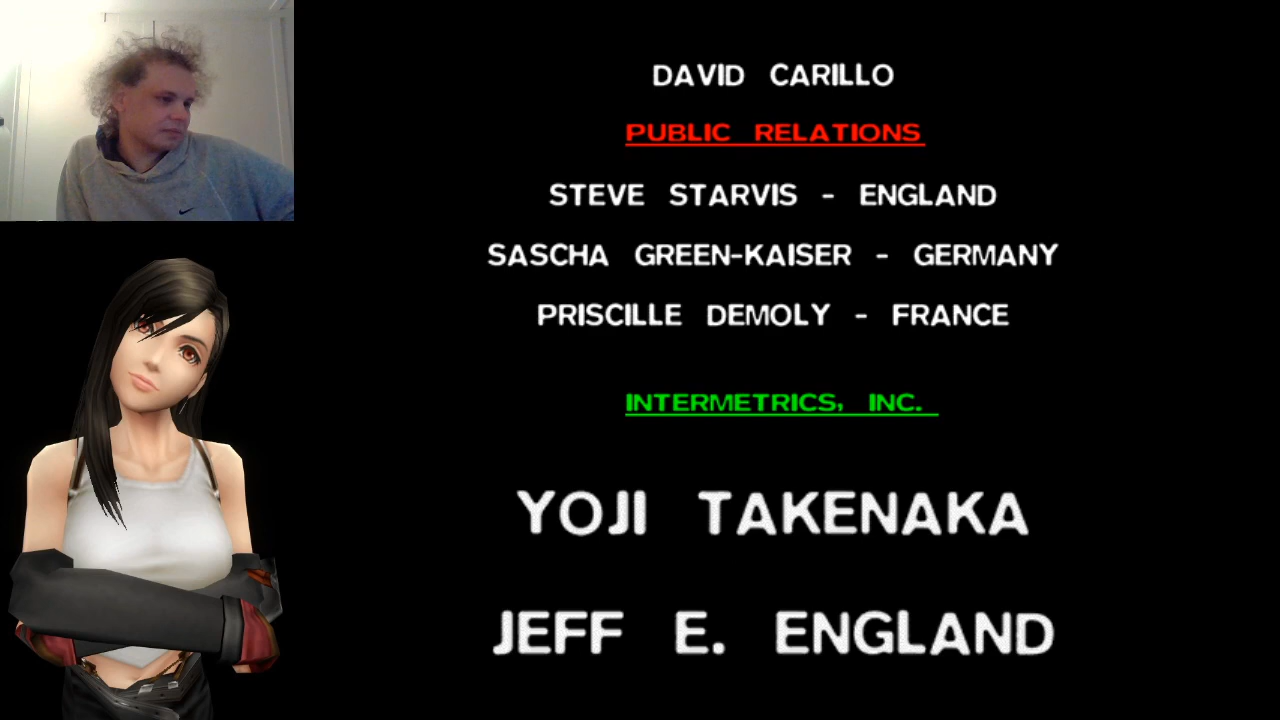 DAVID CARILLO
PUBLIC RELATIONS
STEVE STARVIS - ENGLAND
SASCHA GREEN-KAISER - GERMANY
PRISCILLE DEMOLY - FRANCE
INTERMETRICS, INC.
YOJI TAKENAKA
JEFF E. ENGLAND